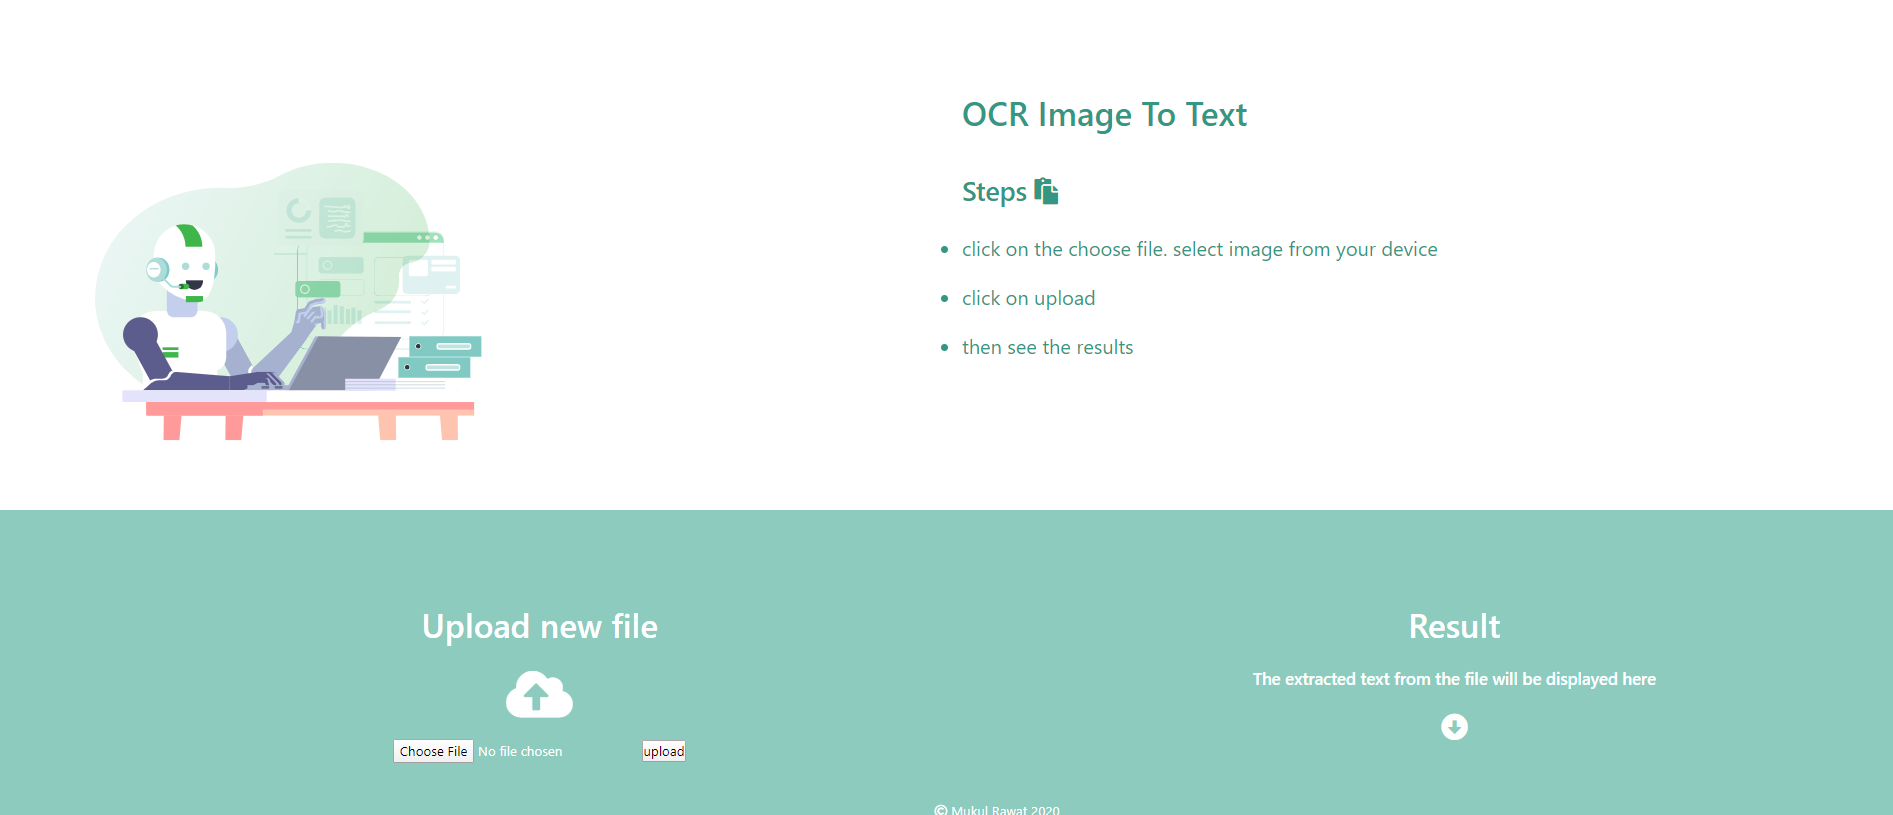 OCR Image To Text
Steps
click on the choose file. select image from your device
click on upload
then see the results
Upload new file
Choose File No file chosen upload
Result
The extracted text from the file will be displayed here
© Mukul Rawat 2020